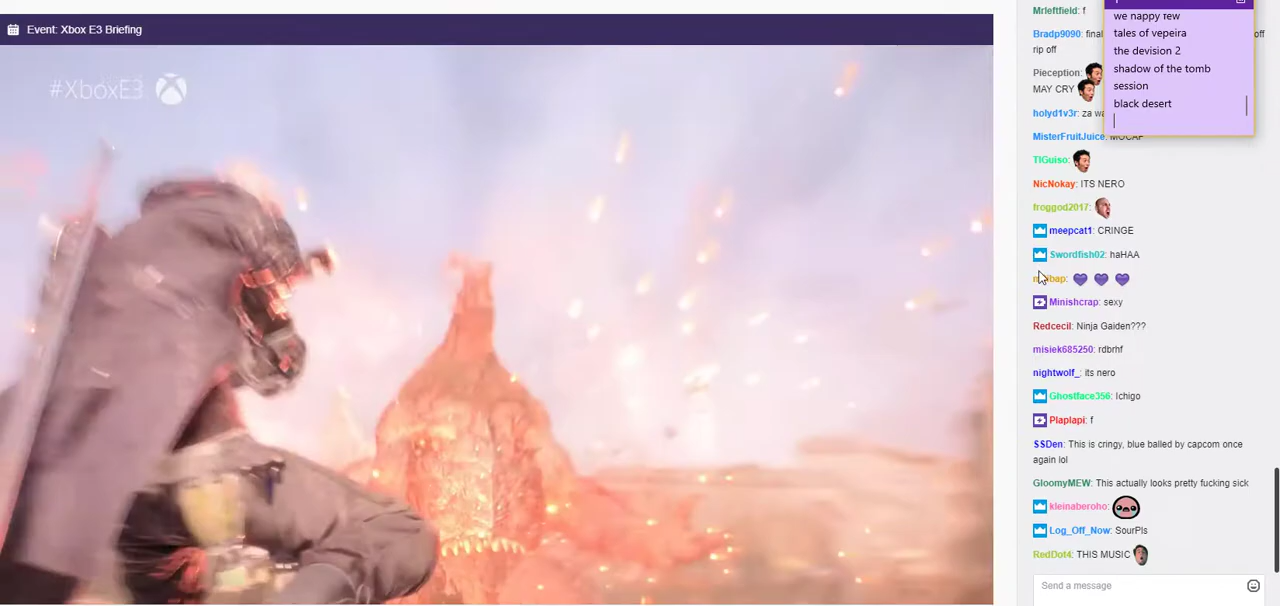 Event: Xbox E3 Briefing
#XboxE3
we happy few
tales of vepeira
the devision 2
shadow of the tomb
session
black desert
Mrleftfield: f
Bradp9090: off
rip off
Pieception:
MAY CRY
holyd1v3r: za
MisterFruitJuice: MOCAP
TIGuiso:
NicNokay: ITS NERO
froggod2017:
meepcat1: CRINGE
Swordfish02: haHAA
Minishcrap: sexy
Redcecil: Ninja Gaiden???
misiek685250: rdbrhf
nightwolf_: its nero
Ghostface356: Ichigo
Plaplapi: f
SSDen: This is cringy, blue balled by capcom once
again lol
GloomyMEW: This actually looks pretty fucking sick
kleinaberoho:
Log_Off_Now: SourPls
RedDot4: THIS MUSIC
Send a message